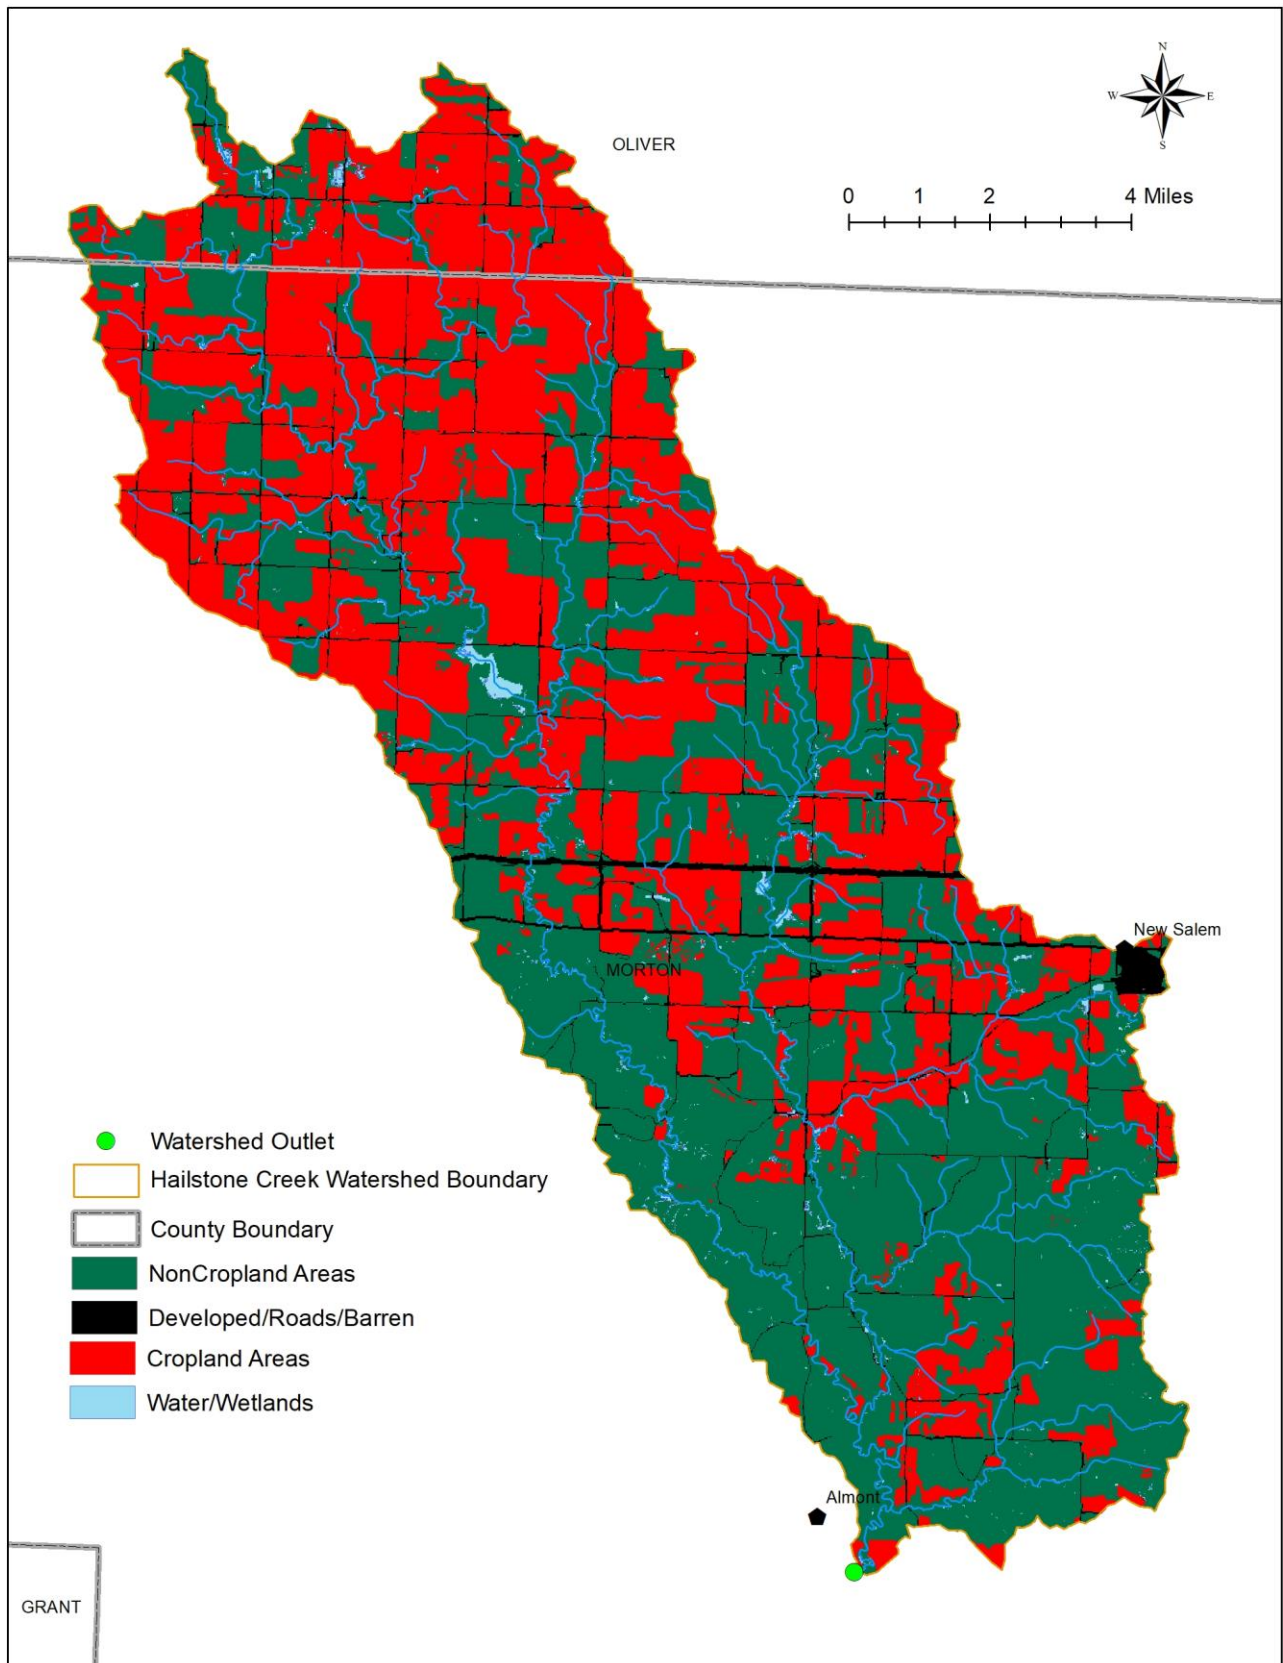 N
W E
S
OLIVER
0 1 2 4 Miles
New Salem
MORTON
Watershed Outlet
Hailstone Creek Watershed Boundary
County Boundary
NonCropland Areas
Developed/Roads/Barren
Cropland Areas
Water/Wetlands
Almont
GRANT